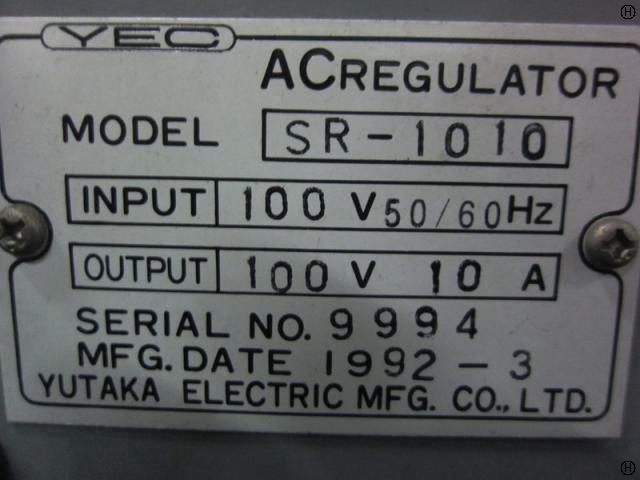 YEC
ACREGULATOR
MODEL SR-1010
INPUT 100 V 50/60Hz
OUTPUT 100 V 10 A
SERIAL NO. 9994
MFG. DATE 1992-3
YUTAKA ELECTRIC MFG. CO., LTD.
H
H